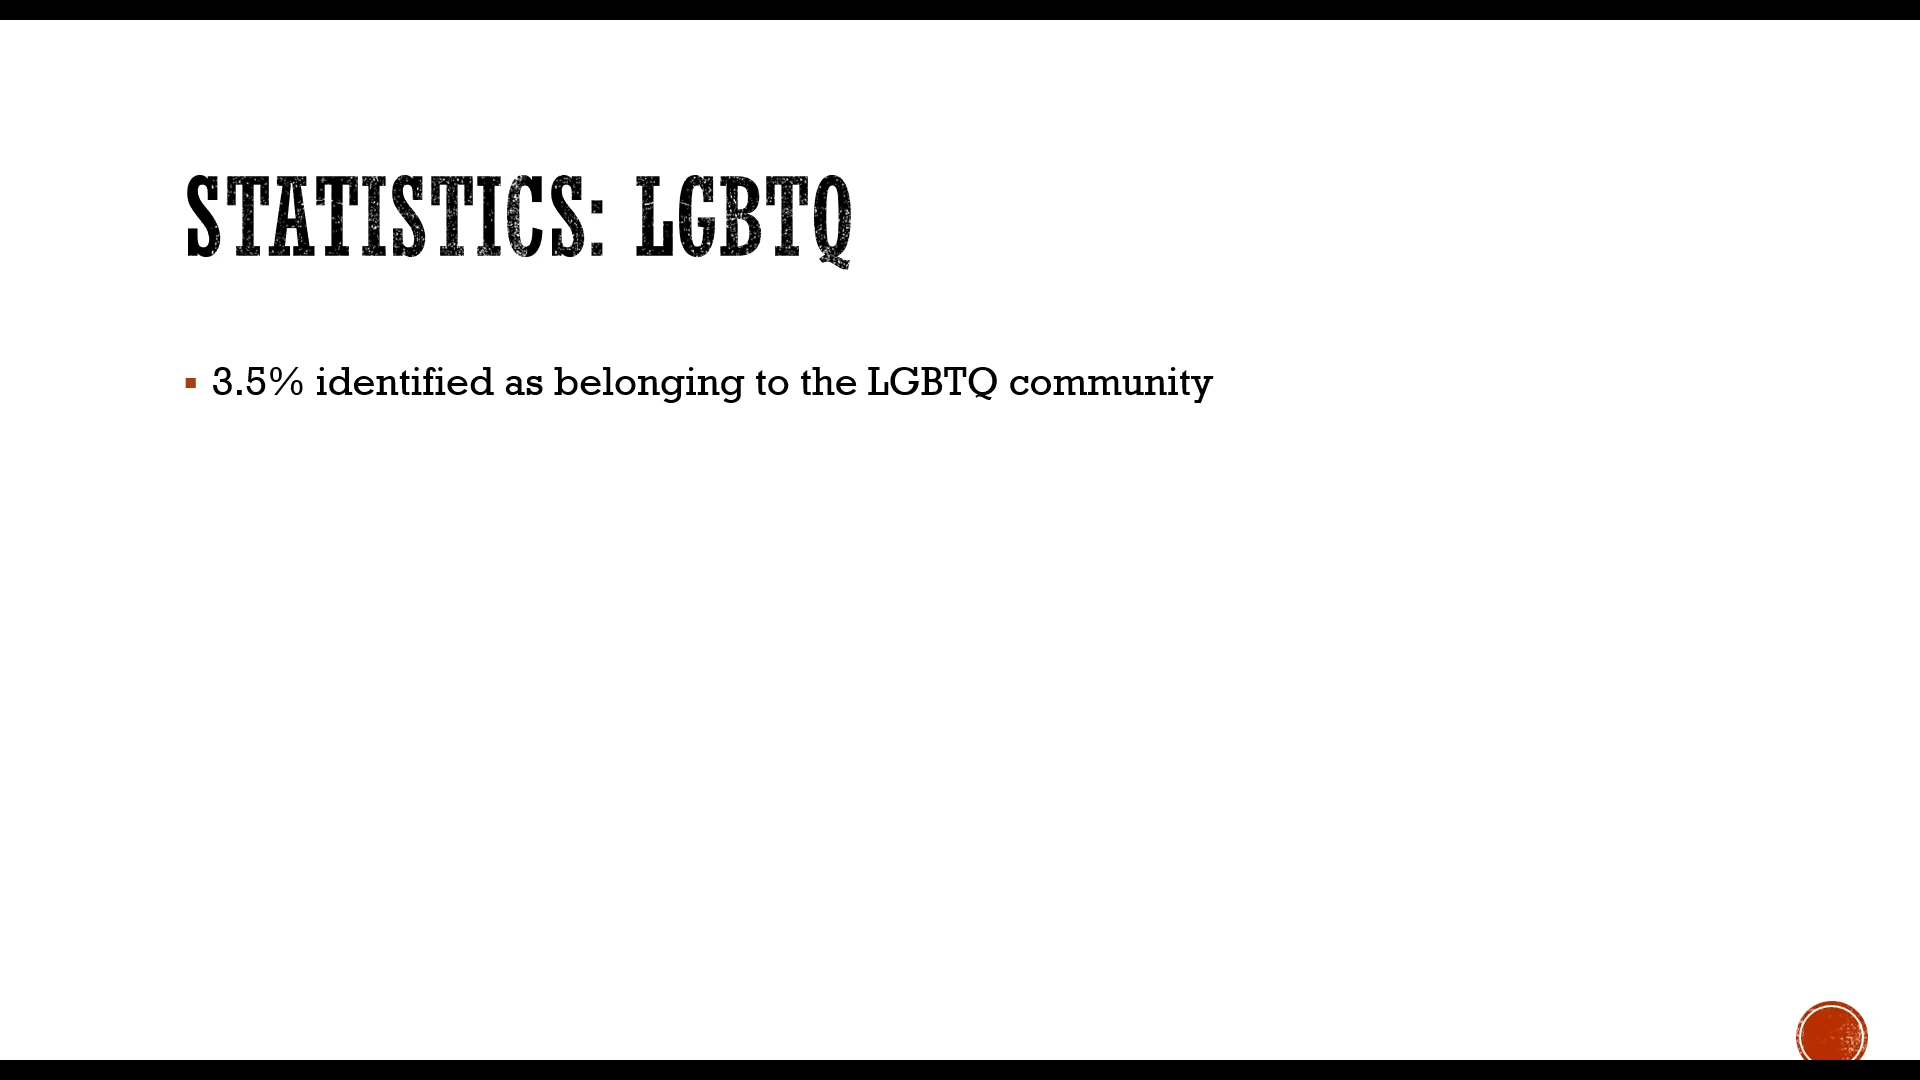 STATISTICS: LGBTQ
3.5% identified as belonging to the LGBTQ community